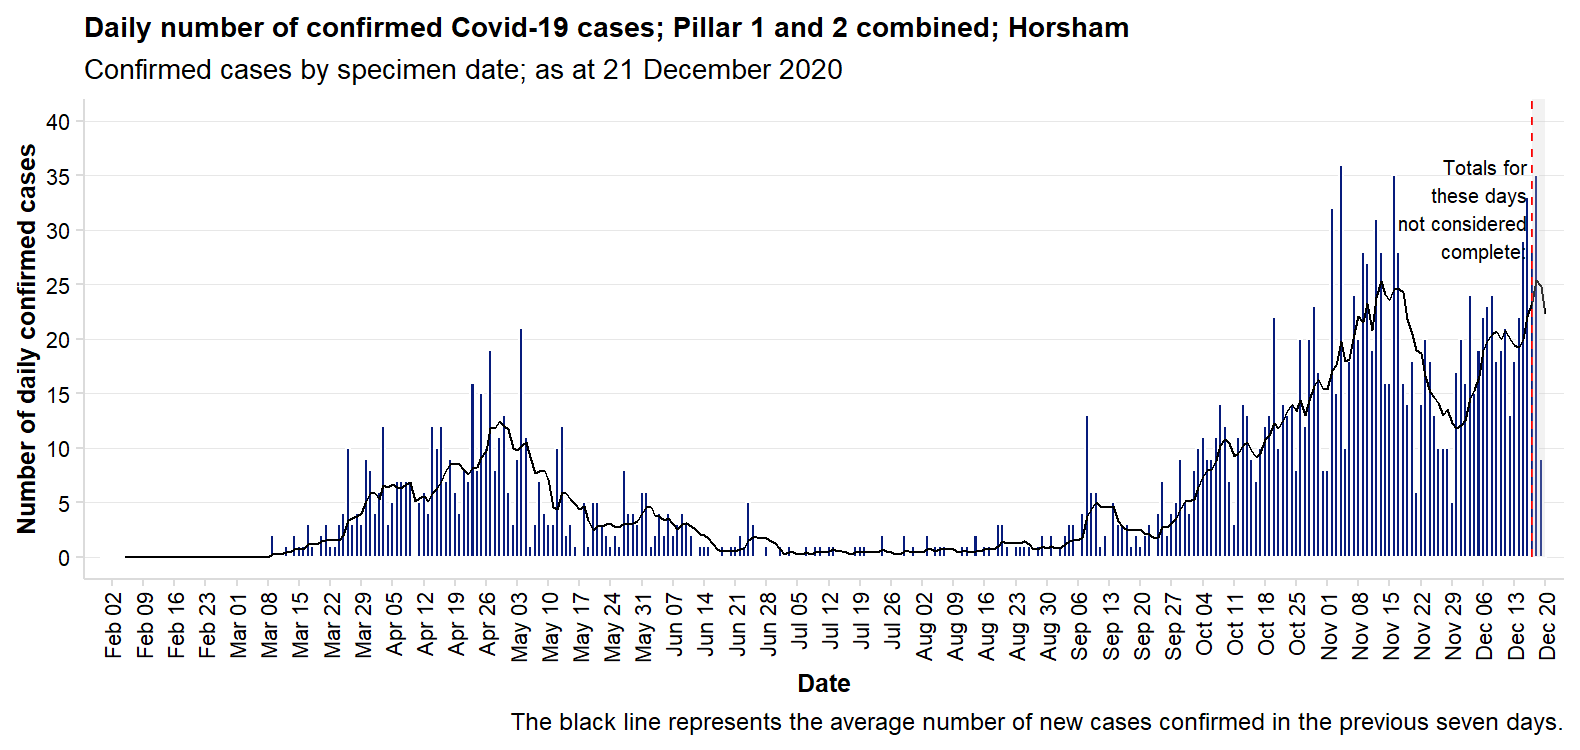 Daily number of confirmed Covid-19 cases; Pillar 1 and 2 combined; Horsham
Confirmed cases by specimen date; as at 21 December 2020
Number of daily confirmed cases
40
35
30
25
20
15
10
5
0
Totals for
these days
not considered
complete.
Feb 02
Feb 09
Feb 16
Feb 23
Mar 01
Mar 08
Mar 15
Mar 22
Mar 29
Apr 05
Apr 12
Apr 19
Apr 26
May 03
May 10
May 17
May 24
May 31
Jun 07
Jun 14
Jun 21
Jun 28
Jul 05
Jul 12
Jul 19
Jul 26
Aug 02
Aug 09
Aug 16
Aug 23
Aug 30
Sep 06
Sep 13
Sep 20
Sep 27
Oct 04
Oct 11
Oct 18
Oct 25
Nov 01
Nov 08
Nov 15
Nov 22
Nov 29
Dec 06
Dec 13
Dec 20
Date
The black line represents the average number of new cases confirmed in the previous seven days.